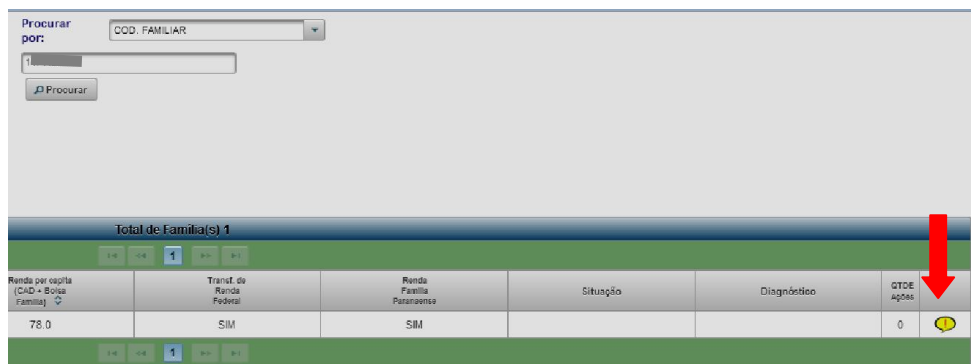 Procurar
por:
COD. FAMILIAR
1
Procurar
Total de Família(s) 1
1
Renda per capita
(CAD + Bolsa
Família)
Transf. de
Renda
Federal
Renda
Família
Paranaense
Situação
Diagnóstico
QTDE
Ações
78.0
SIM
SIM
0
1